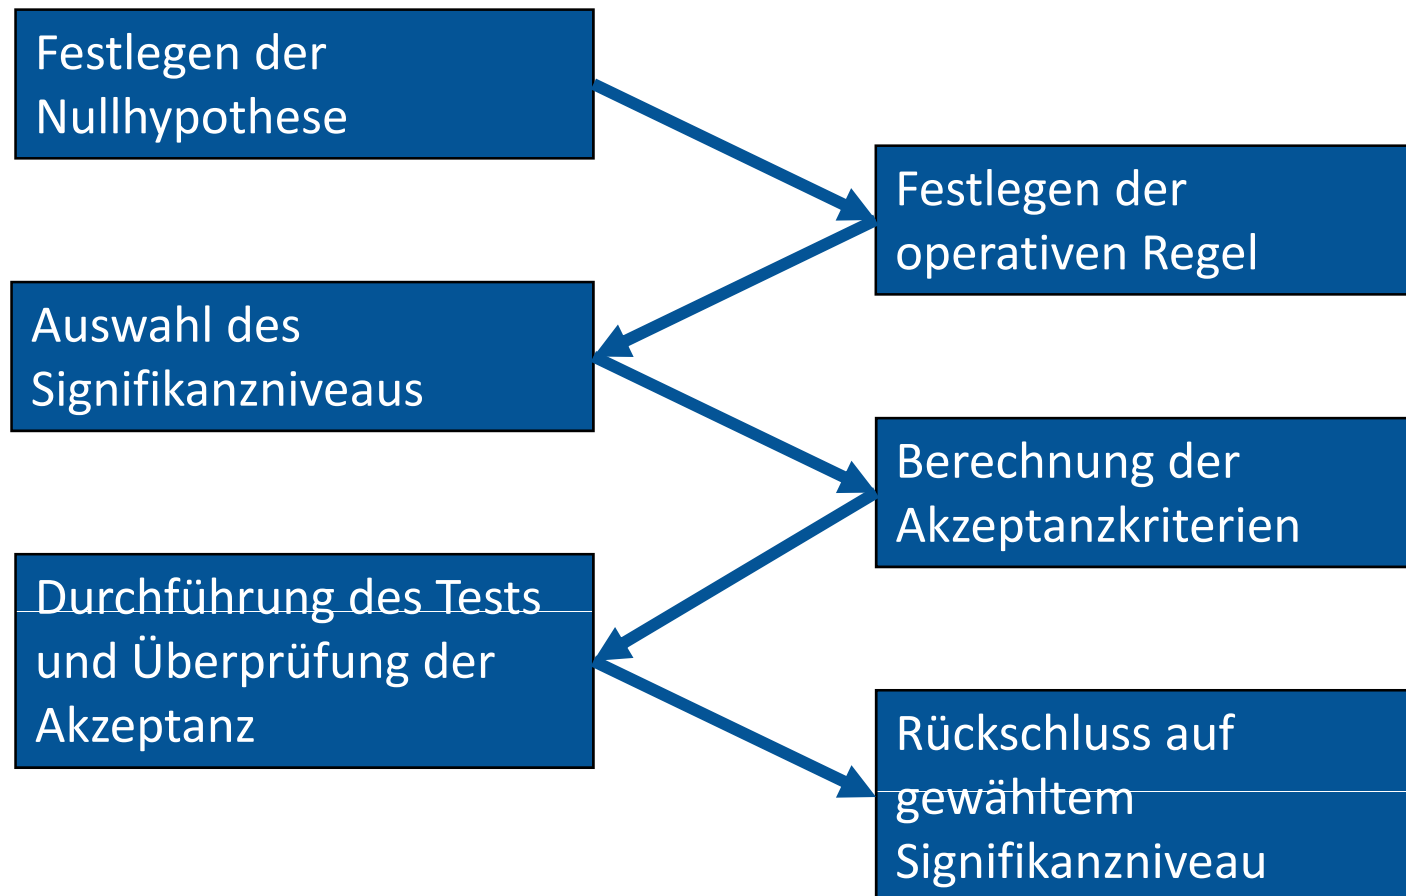 Festlegen der
Nullhypothese
Festlegen der
operativen Regel
Auswahl des
Signifikanzniveaus
Berechnung der
Akzeptanzkriterien
Durchführung des Tests
und Überprüfung der
Akzeptanz
Rückschluss auf
gewähltem
Signifikanzniveau